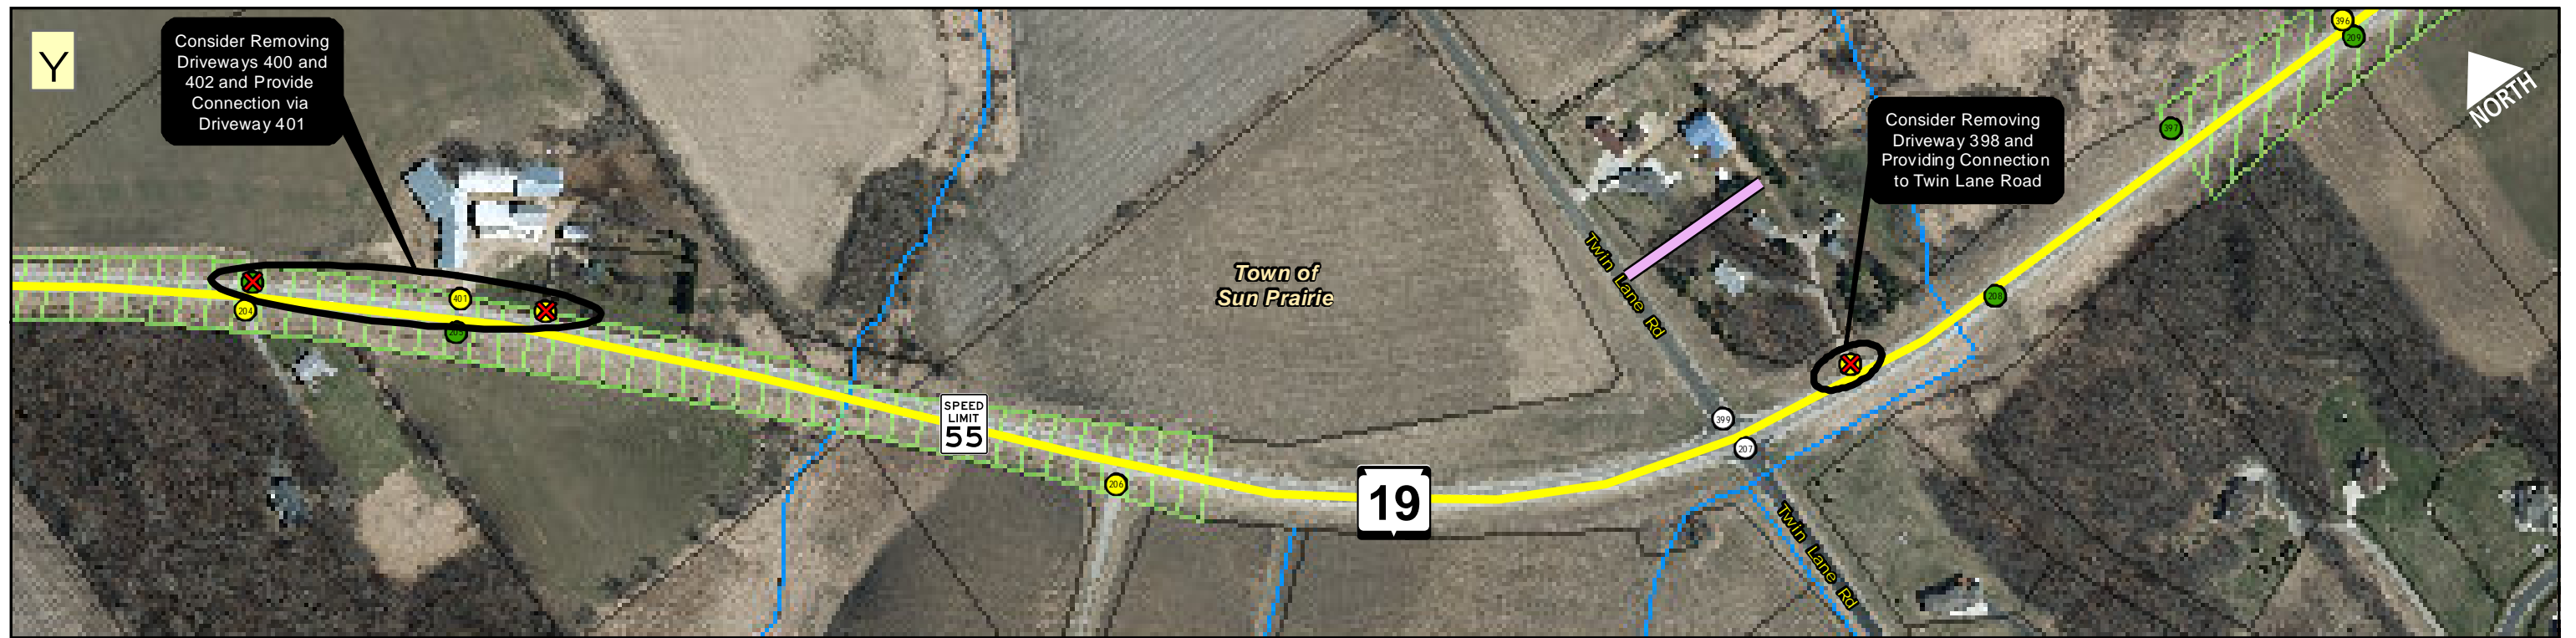 Y
Consider Removing
Driveways 400 and
402 and Provide
Connection via
Driveway 401
204
401
205
SPEED
LIMIT
55
206
Town of
Sun Prairie
19
Twin Lane Rd
399
207
Twin Lane Rd
Consider Removing
Driveway 398 and
Providing Connection
to Twin Lane Road
208
397
396
209
NORTH